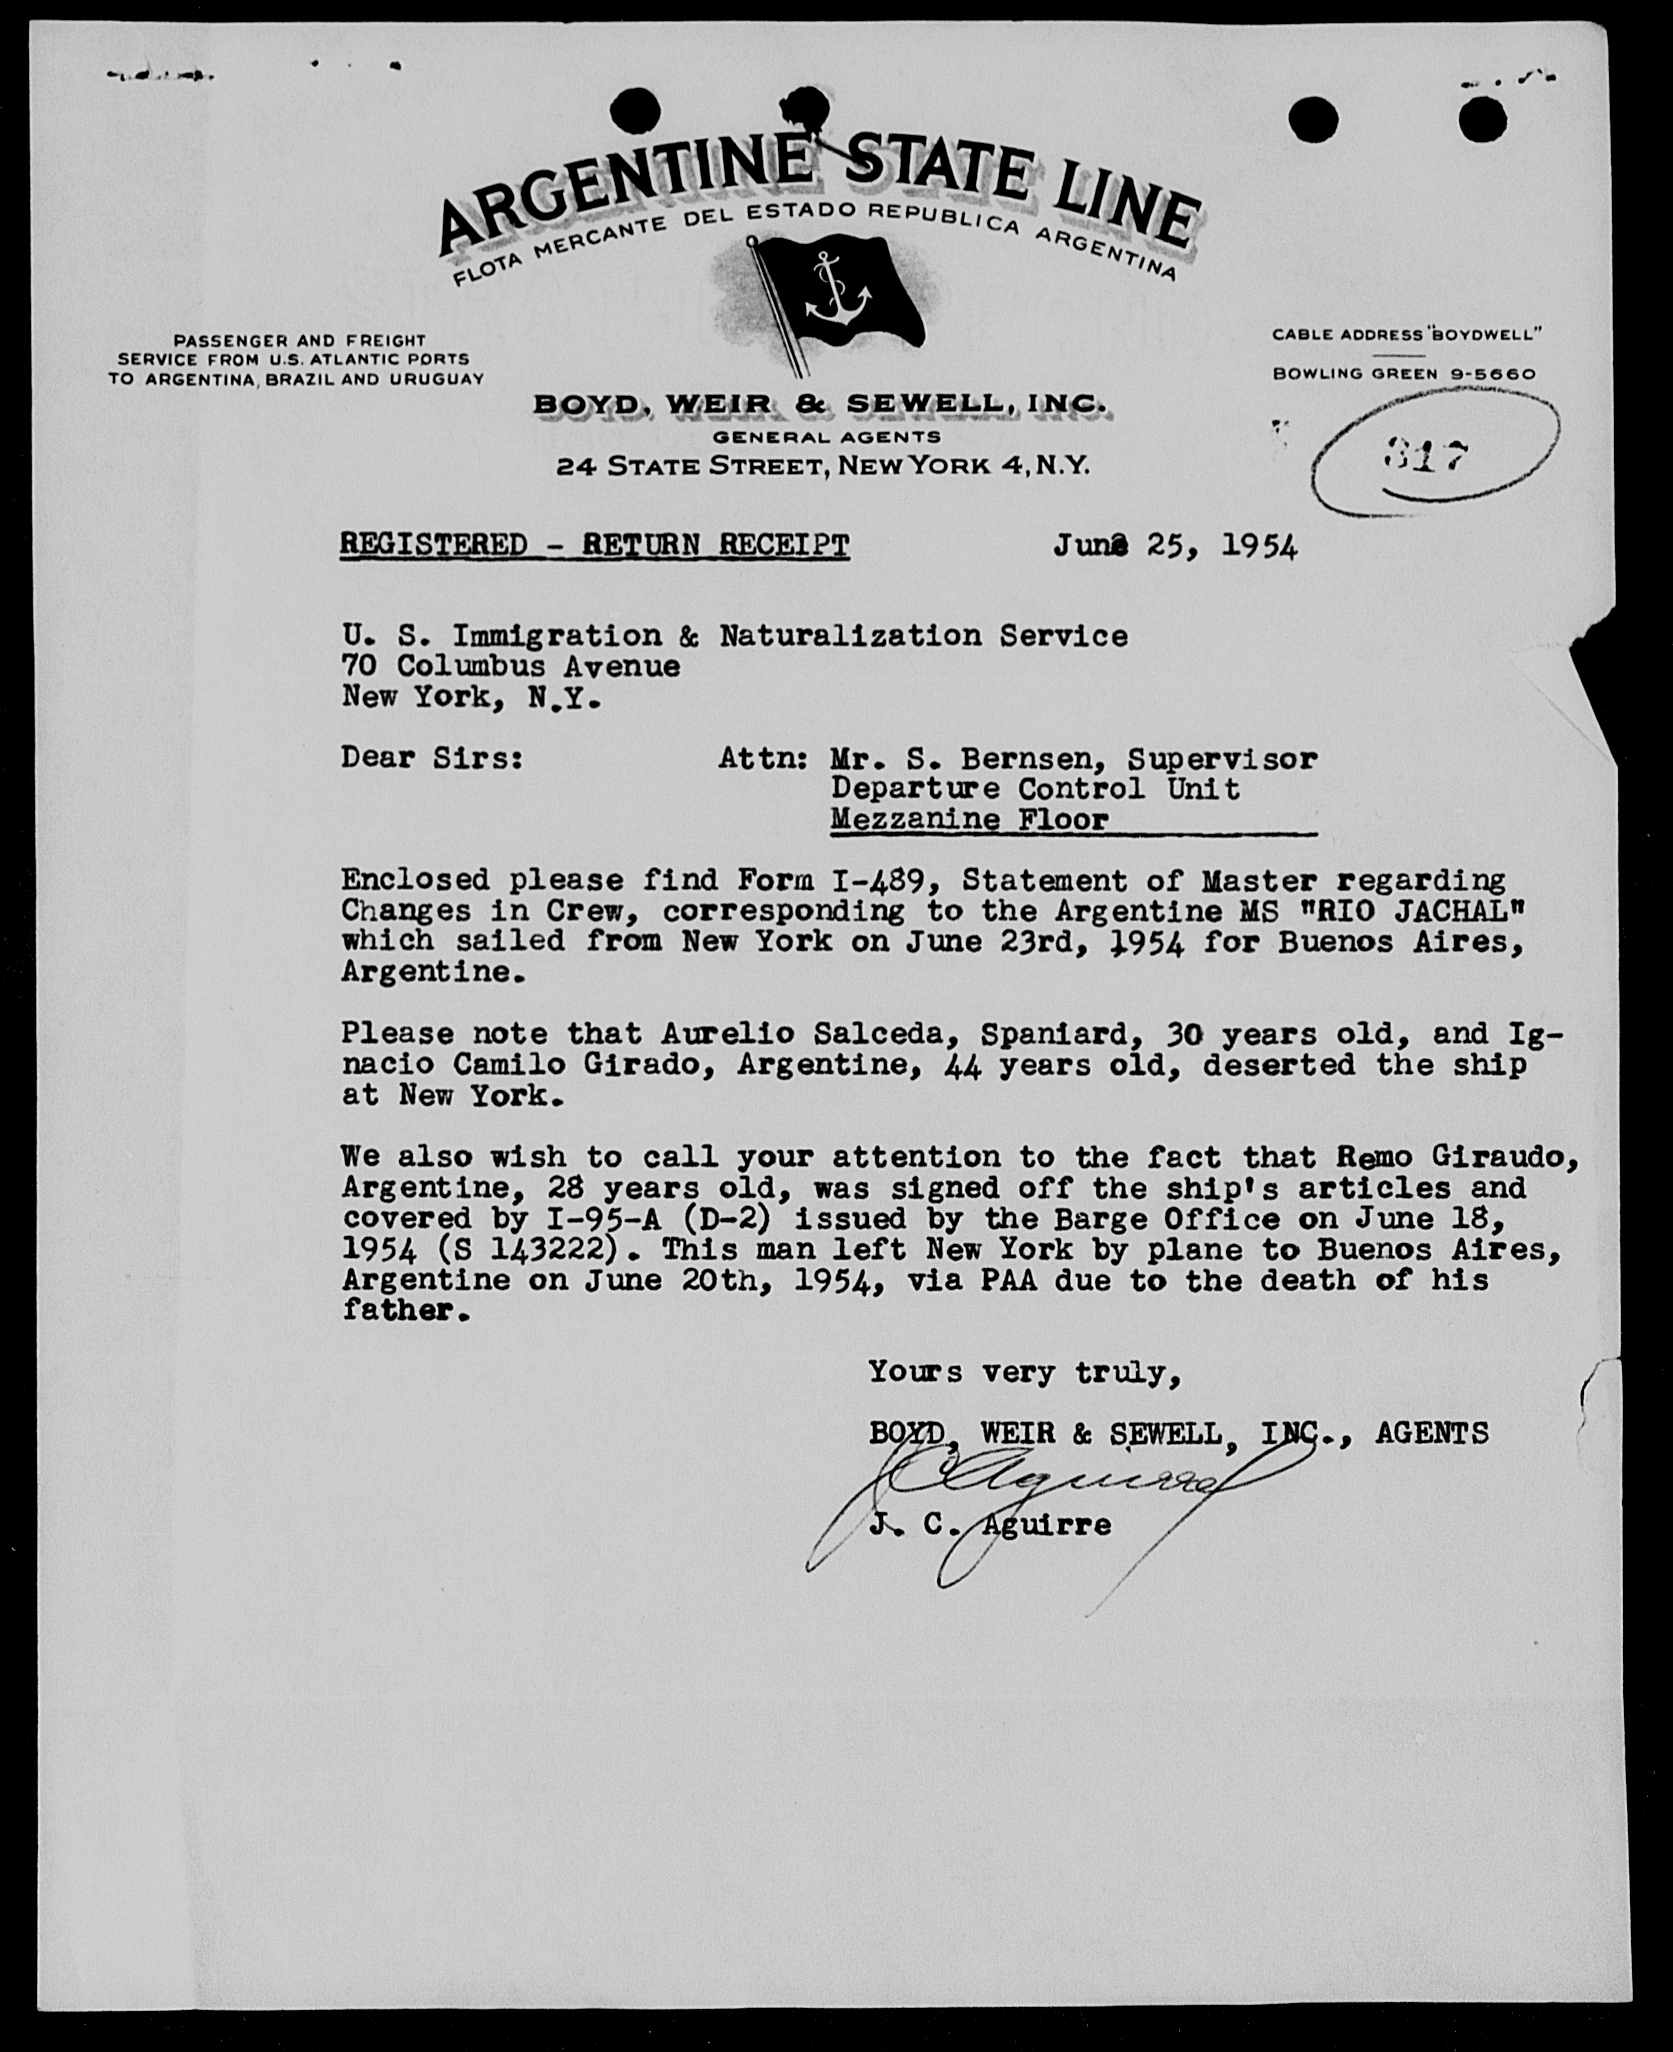 ARGENTINE STATE LINE
FLOTA MERCANTE DEL ESTADO REPUBLICA ARGENTINA
PASSENGER AND FREIGHT
SERVICE FROM U.S. ATLANTIC PORTS
TO ARGENTINA, BRAZIL AND URUGUAY
CABLE ADDRESS "BOYDWELL"
BOWLING GREEN 9-5660
BOYD, WEIR & SEWELL, INC.
GENERAL AGENTS
24 STATE STREET, NEW YORK 4, N.Y.
317
REGISTERED - RETURN RECEIPT June 25, 1954
U. S. Immigration & Naturalization Service
70 Columbus Avenue
New York, N.Y.
Dear Sirs: Attn: Mr. S. Bernsen, Supervisor
Departure Control Unit
Mezzanine Floor
Enclosed please find Form I-489, Statement of Master regarding
Changes in Crew, corresponding to the Argentine MS "RIO JACHAL"
which sailed from New York on June 23rd, 1954 for Buenos Aires,
Argentine.
Please note that Aurelio Salceda, Spaniard, 30 years old, and Ig-
nacio Camilo Girado, Argentine, 44 years old, deserted the ship
at New York.
We also wish to call your attention to the fact that Remo Giraudo,
Argentine, 28 years old, was signed off the ship's articles and
covered by I-95-A (D-2) issued by the Barge Office on June 18,
1954 (S 143222). This man left New York by plane to Buenos Aires,
Argentine on June 20th, 1954, via PAA due to the death of his
father.
Yours very truly,
BOYD, WEIR & SEWELL, INC., AGENTS
J C Aguirre
J. C. Aguirre